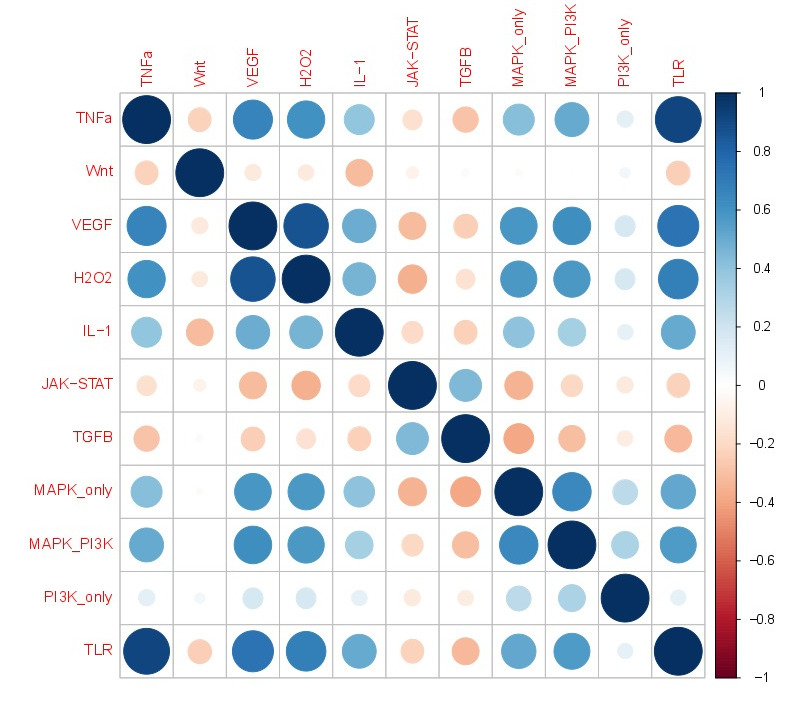 TNFa
Wnt
VEGF
H2O2
IL-1
JAK-STAT
TGFB
MAPK_only
MAPK_PI3K
PI3K_only
TLR
TNFa
Wnt
VEGF
H2O2
IL-1
JAK-STAT
TGFB
MAPK_only
MAPK_PI3K
PI3K_only
TLR
1
0.8
0.6
0.4
0.2
0
-0.2
-0.4
-0.6
-0.8
-1